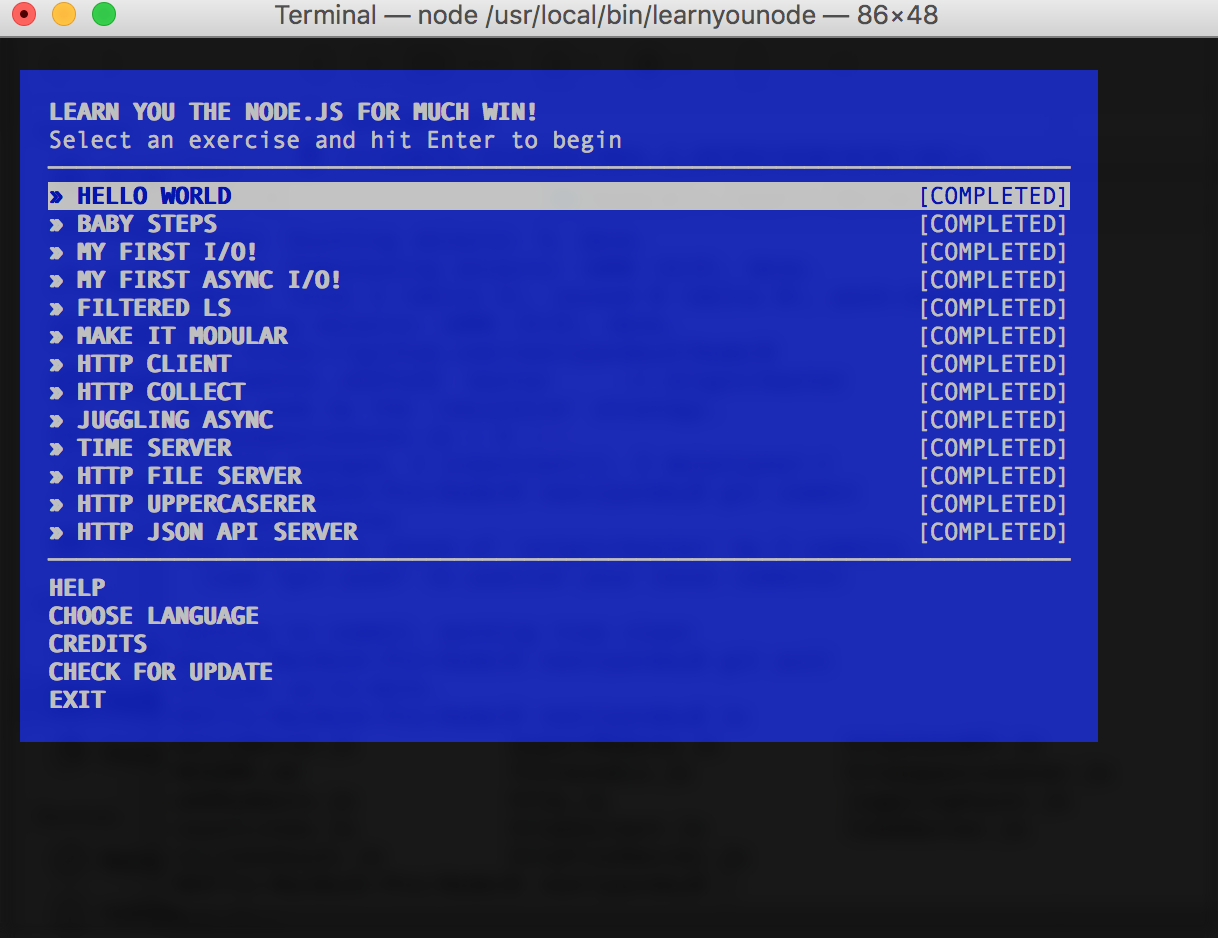 Terminal — node /usr/local/bin/learnyounode — 86×48
LEARN YOU THE NODE.JS FOR MUCH WIN!
Select an exercise and hit Enter to begin
» HELLO WORLD [COMPLETED]
» BABY STEPS [COMPLETED]
» MY FIRST I/O! [COMPLETED]
» MY FIRST ASYNC I/O! [COMPLETED]
» FILTERED LS [COMPLETED]
» MAKE IT MODULAR [COMPLETED]
» HTTP CLIENT [COMPLETED]
» HTTP COLLECT [COMPLETED]
» JUGGLING ASYNC [COMPLETED]
» TIME SERVER [COMPLETED]
» HTTP FILE SERVER [COMPLETED]
» HTTP UPPERCASERER [COMPLETED]
» HTTP JSON API SERVER [COMPLETED]
HELP
CHOOSE LANGUAGE
CREDITS
CHECK FOR UPDATE
EXIT